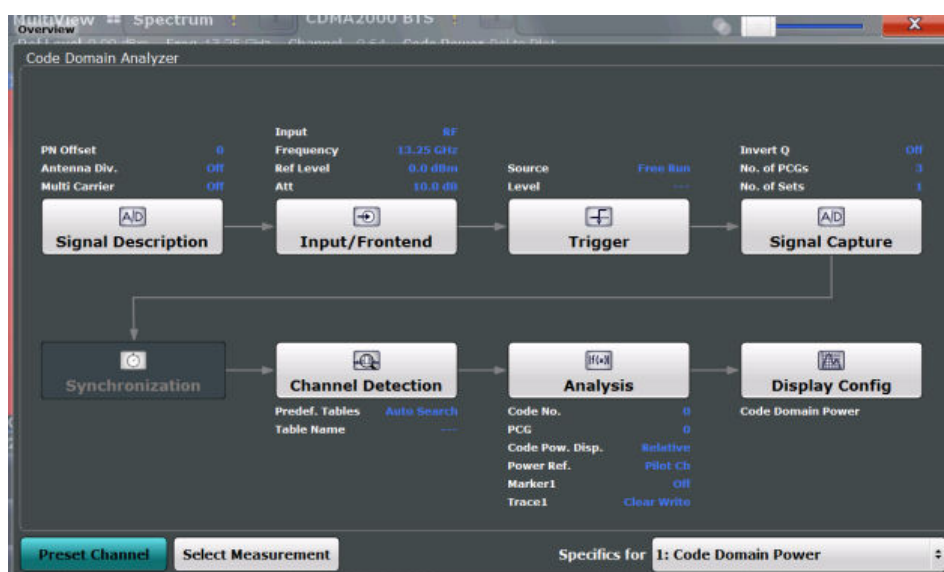 MultiView Spectrum ! CDMA2000 BTS !
Overview
Code Domain Analyzer
PN Offset 0
Antenna Div. Off
Multi Carrier Off
Input RF
Frequency 13.25 GHz
Ref Level 0.0 dBm
Att 10.0 dB
Source Free Run
Level ---
Invert Q Off
No. of PCGs 3
No. of Sets 1
A/D
Signal Description
Input/Frontend
Trigger
A/D
Signal Capture
Synchronization
Channel Detection
Analysis
Display Config
Predef. Tables Auto Search
Table Name ---
Code No. 0
PCG 0
Code Pow. Disp. Relative
Power Ref. Pilot Ch
Marker1 Off
Trace1 Clear Write
Code Domain Power
Preset Channel
Select Measurement
Specifics for 1: Code Domain Power